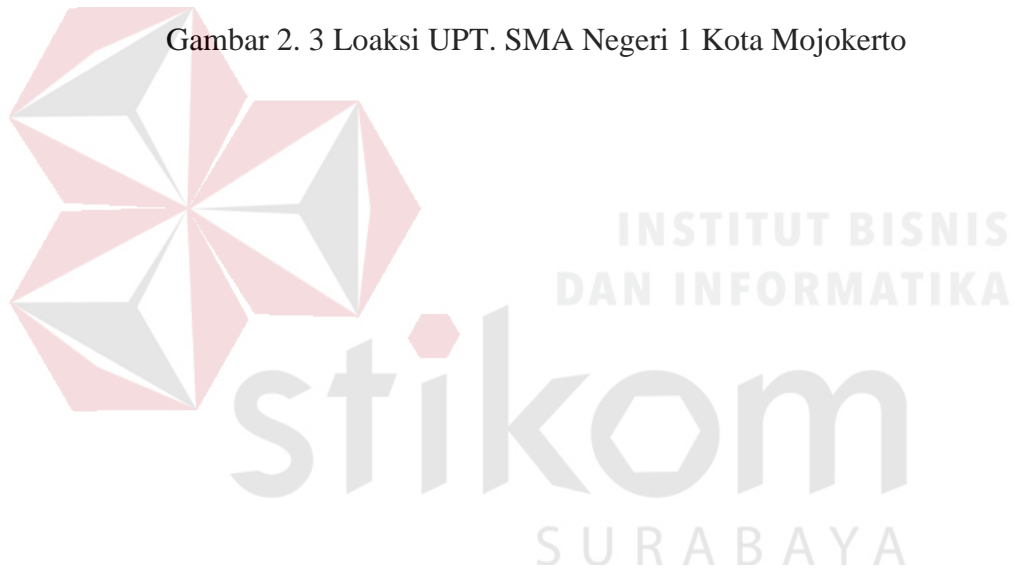 Gambar 2. 3 Loaksi UPT. SMA Negeri 1 Kota Mojokerto
INSTITUT BISNIS
DAN INFORMATIKA
stikom
SURABAYA